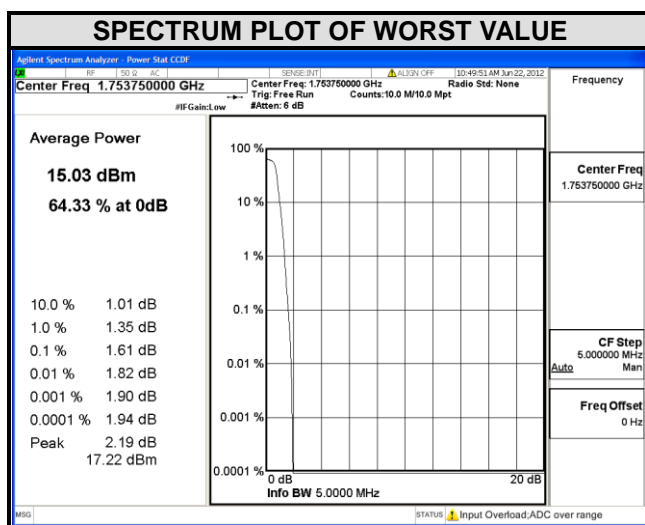 SPECTRUM PLOT OF WORST VALUE
Agilent Spectrum Analyzer - Power Stat CCDF
RF 50 Ω AC SENSE:INT ALIGN OFF 10:49:51 AM Jun 22, 2012
Center Freq 1.753750000 GHz
Center Freq: 1.753750000 GHz Radio Std: None
Trig: Free Run Counts:10.0 M/10.0 Mpt
#IFGain:Low #Atten: 6 dB
Frequency
Average Power
15.03 dBm
64.33 % at 0dB
10.0 % 1.01 dB
1.0 % 1.35 dB
0.1 % 1.61 dB
0.01 % 1.82 dB
0.001 % 1.90 dB
0.0001 % 1.94 dB
Peak 2.19 dB
17.22 dBm
100 %
10 %
1 %
0.1 %
0.01 %
0.001 %
0.0001 %
0 dB 20 dB
Info BW 5.0000 MHz
Center Freq
1.753750000 GHz
CF Step
5.000000 MHz
Auto Man
Freq Offset
0 Hz
MSG STATUS Input Overload;ADC over range